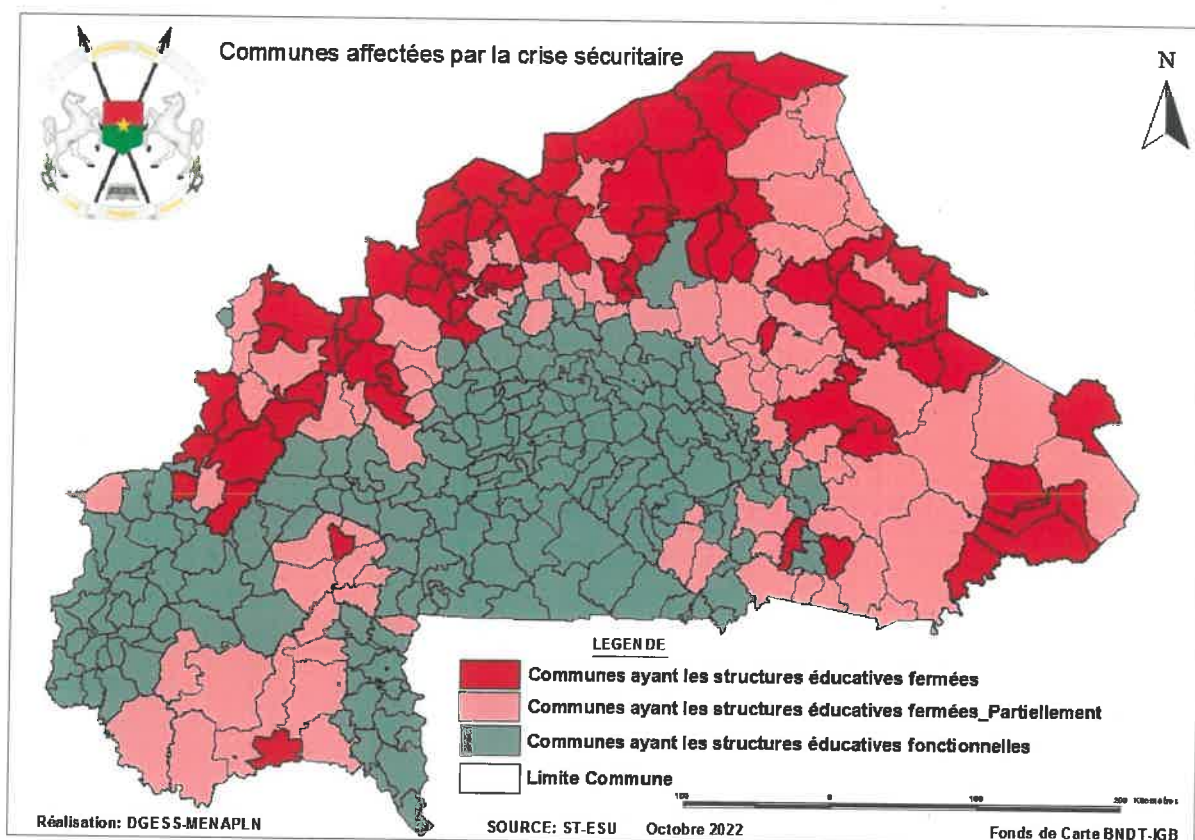 Communes affectées par la crise sécuritaire
N
LEGENDE
Communes ayant les structures éducatives fermées
Communes ayant les structures éducatives fermées_Partiellement
Communes ayant les structures éducatives fonctionnelles
Limite Commune
100 0 100 200 Kilomètres
Réalisation: DGESS-MENAPLN
SOURCE: ST-ESU Octobre 2022
Fonds de Carte BNDT-IGB